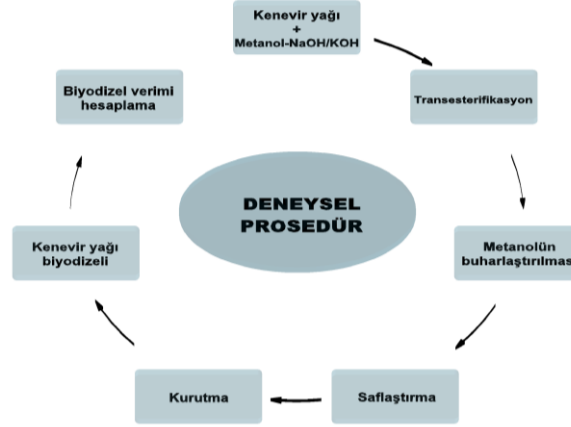 Kenevir yağı
+
Metanol-NaOH/KOH
Transesterifikasyon
Metanolün
buharlaştırılması
Saflaştırma
Kurutma
Kenevir yağı
biyodizeli
Biyodizel verimi
hesaplama
DENEYSEL
PROSEDÜR